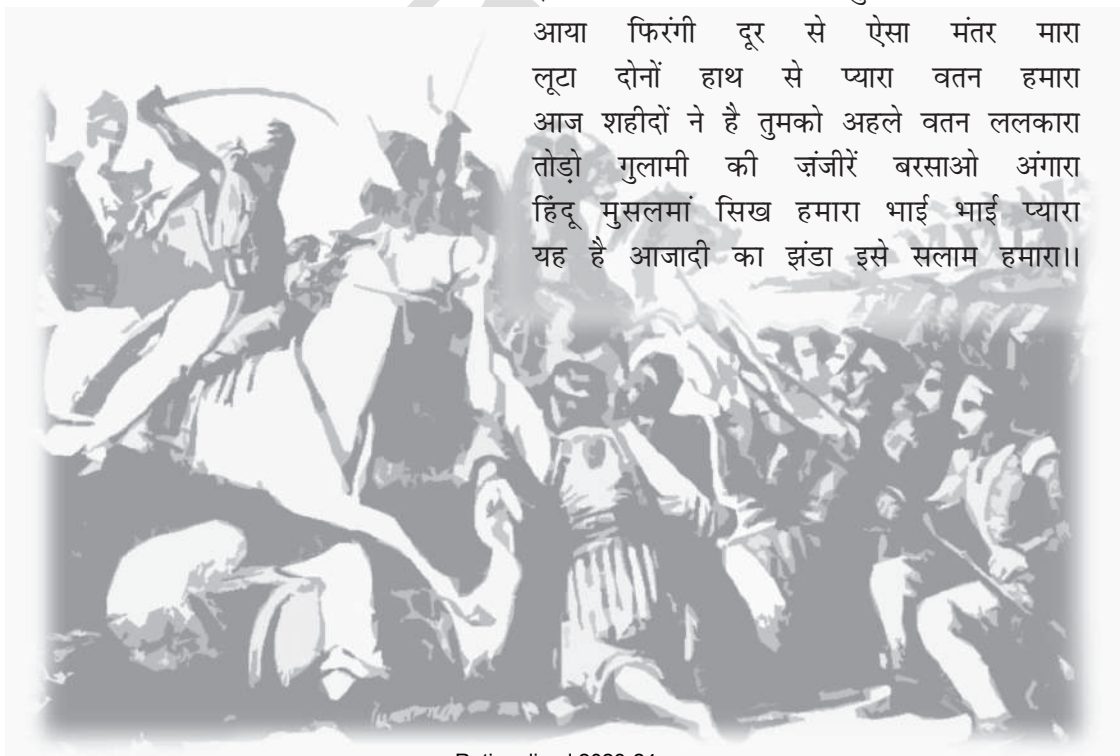 आया फिरंगी दूर से ऐसा मंतर मारा
लूटा दोनों हाथ से प्यारा वतन हमारा
आज शहीदों ने है तुमको अहले वतन ललकारा
तोड़ो गुलामी की ज़ंजीरें बरसाओ अंगारा
हिंदू मुसलमां सिख हमारा भाई भाई प्यारा
यह है आजादी का झंडा इसे सलाम हमारा।।